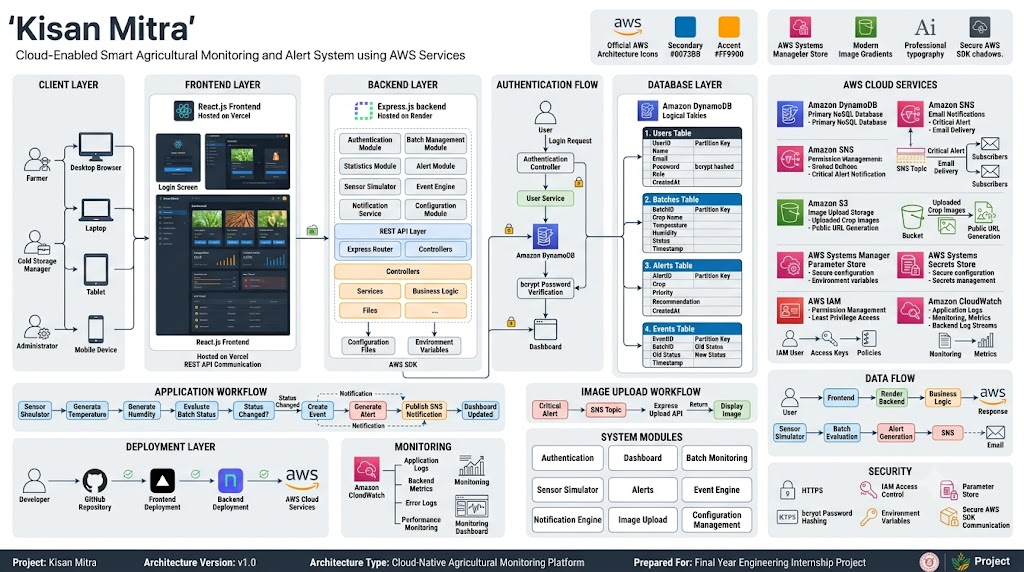 'Kisan Mitra'
Cloud-Enabled Smart Agricultural Monitoring and Alert System using AWS Services
aws
Official AWS
Architecture Icons
Secondary
#0073BB
Accent
#FF9900
AWS Systems
Manageter Store
Modern
Image Gradients
Ai
Professional
typography
Secure AWS
SDK chadows.
CLIENT LAYER
Farmer
Cold Storage
Manager
Administrator
Desktop Browser
Laptop
Tablet
Mobile Device
FRONTEND LAYER
React.js Frontend
Hosted on Vercel
Login Screen
React.js Frontend
Hosted on Vercel
REST API Communication
BACKEND LAYER
Express.js backend
Hosted on Render
Authentication
Module
Batch Management
Module
Statistics Module
Alert Module
Sensor Simulator
Event Engine
Notification
Service
Configuration
Module
REST API Layer
Express Router
Controllers
Controllers
Services
Business Logic
Files
...
Configuration
Files
Environment
Variables
AWS SDK
AUTHENTICATION FLOW
User
Login Request
Authentication
Controller
User Service
Amazon DynamoDB
bcrypt Password
Verification
Dashboard
DATABASE LAYER
Amazon DynamoDB
Logical Takies
1. Users Table
UserID Partition Key
Name
Email
Password bcrypt hashed
Role
CreatedAt
2. Batches Table
BatchID Partition Key
Crop Name
Temperature
Humidity
Status
Timestamp
3. Alerts Table
AlertID Partition Key
Crop
Priority
Recommendation
CreatedAt
4. Events Table
EventID Partition Key
BatchID Old Status
Old Status New Status
Timestamp
AWS CLOUD SERVICES
Amazon DynamoDB
Primary NoSQL Database
- Primary NoSQL Database
Amazon SNS
Email Notifications
- Critical Alert
- Email Delivery
Amazon SNS
Permission Management:
- Critical Alert Notification
SNS Topic
Critical Alert
Email
Delivery
Subscribers
Subscribers
Amazon S3
Image Upload Storage
- Uploaded Crop images
- Public URL Generation
Bucket
Uploaded
Crop Images
Public URL
Generation
AWS Systems Manager
Parameter Store
- Secure configuration
- Environment variables
AWS Systems
Secrets Store
- Secure configuration
- Secrets management
AWS IAM
- Permission Management
- Least Privilege Access
Amazon CloudWatch
- Application Logs
- Monitoring, Metrics
- Backend Log Streams
IAM User
Access Keys
Policies
Monitoring
Metrics
APPLICATION WORKFLOW
Sensor
Simulator
Generata
Temperature
Generate
Humidity
Evaluate
Batch Status
Status
Changed?
Status
Changed
Create
Event
Notification
Generate
Alert
Notification
Publish SNS
Notification
Dashboard
Updated
IMAGE UPLOAD WORKFLOW
Critical
Alert
SNS Topic
Express
Upload API
Return
Display
Image
DATA FLOW
User
Frontend
Render
Backend
Business
Logic
aws
Response
Sensor
Simulator
Batch
Evaluation
Alert
Generation
SNS
Email
DEPLOYMENT LAYER
Developer
GitHub
Repository
Frontend
Deployment
Backend
Deployment
aws
AWS Cloud
Services
MONITORING
Amazon
CloudWatch
Application
Logs
Backend
Metrics
Error Logs
Performance
Monitoring
Monitoring
Monitoring
Dashboard
SYSTEM MODULES
Authentication
Dashboard
Batch Monitoring
Sensor Simulator
Alerts
Event Engine
Notification Engine
Image Upload
Configuration
Management
SECURITY
HTTPS
IAM Access
Control
Parameter
Store
KTPS
bcrypt Password
Hashing
Environment
Variables
Secure AWS
SDK
Communication
Project: Kisan Mitra
Architecture Version: v1.0
Architecture Type: Cloud-Native Agricultural Monitoring Platform
Prepared For: Final Year Engineering Internship Project
Project